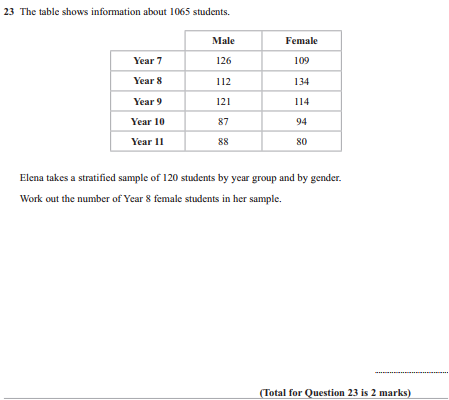 23 The table shows information about 1065 students.
Male Female
Year 7 126 109
Year 8 112 134
Year 9 121 114
Year 10 87 94
Year 11 88 80
Elena takes a stratified sample of 120 students by year group and by gender.
Work out the number of Year 8 female students in her sample.
(Total for Question 23 is 2 marks)